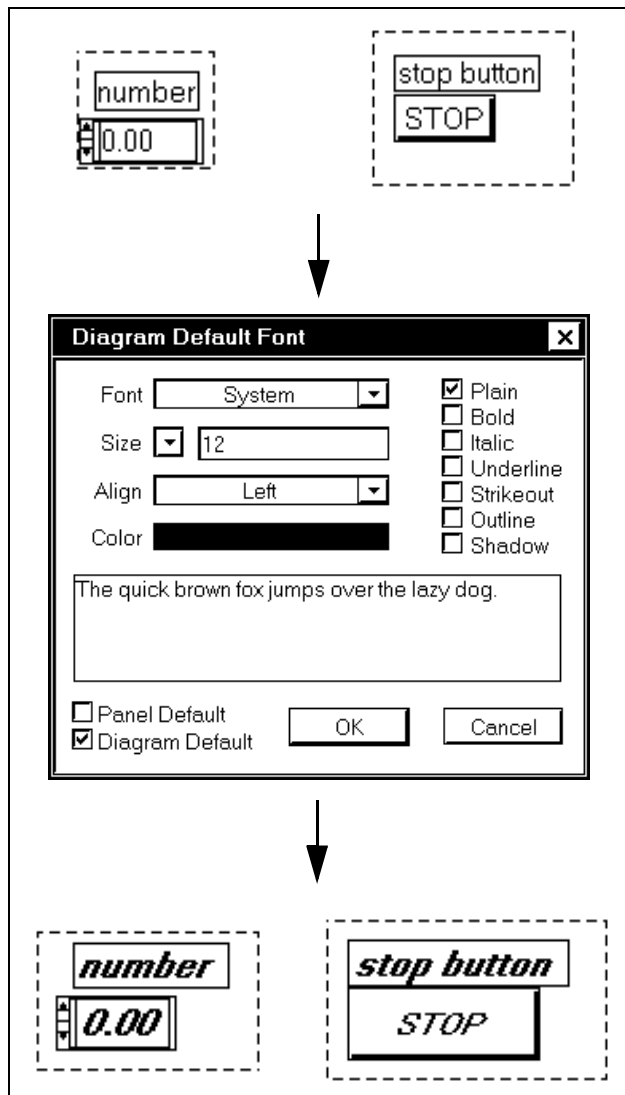 number
0.00
stop button
STOP
Diagram Default Font
Font System
Size 12
Align Left
Color
Plain
Bold
Italic
Underline
Strikeout
Outline
Shadow
The quick brown fox jumps over the lazy dog.
Panel Default
Diagram Default
OK
Cancel
number
0.00
stop button
STOP